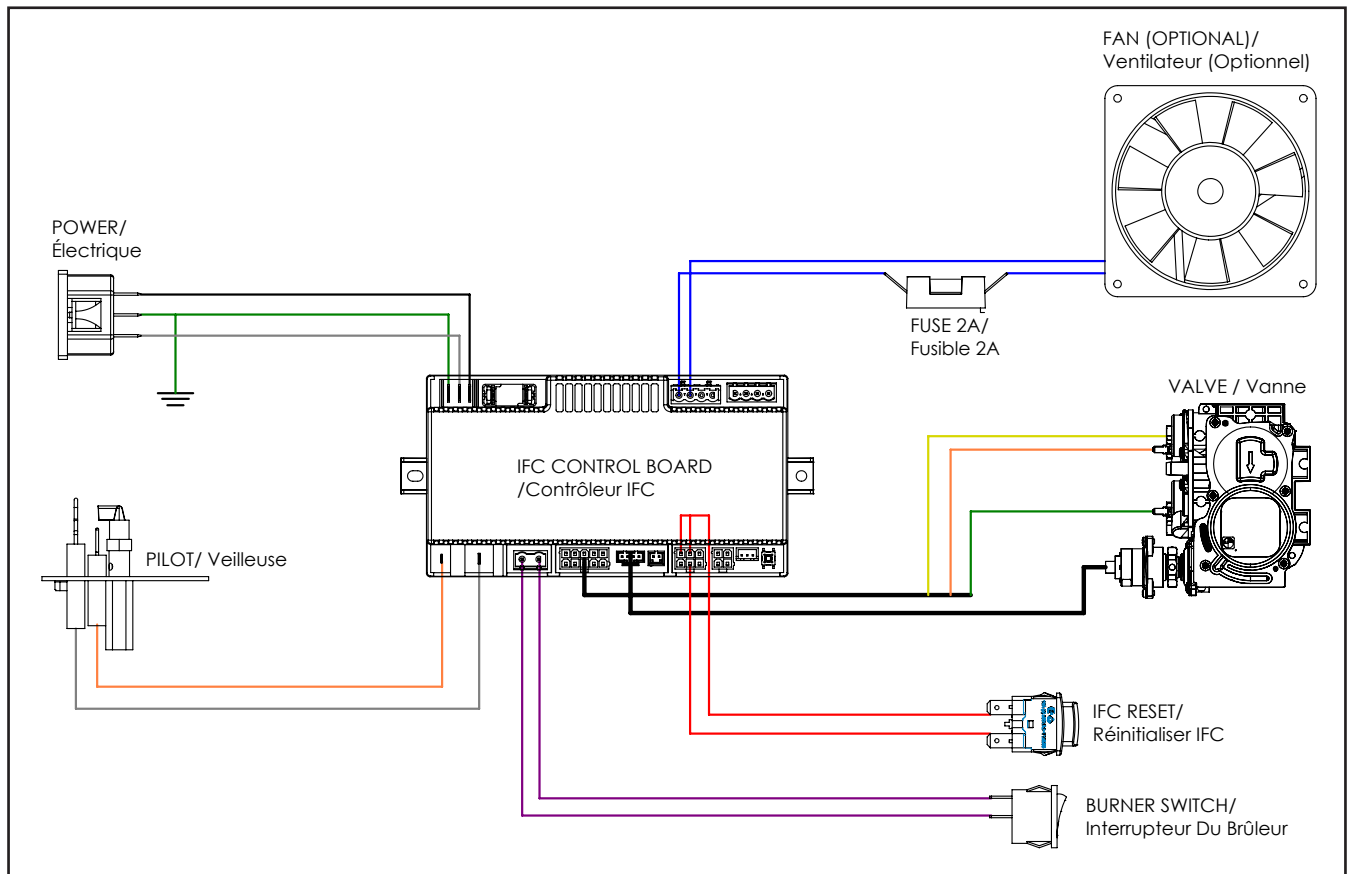 FAN (OPTIONAL)/
Ventilateur (Optionnel)
POWER/
Électrique
FUSE 2A/
Fusible 2A
VALVE / Vanne
IFC CONTROL BOARD
/Contrôleur IFC
PILOT/ Veilleuse
IFC RESET/
Réinitialiser IFC
BURNER SWITCH/
Interrupteur Du Brûleur